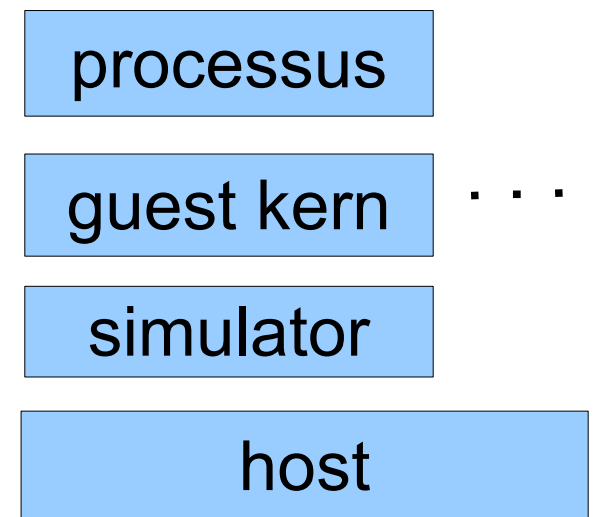 processus
guest kern
. . .
simulator
host